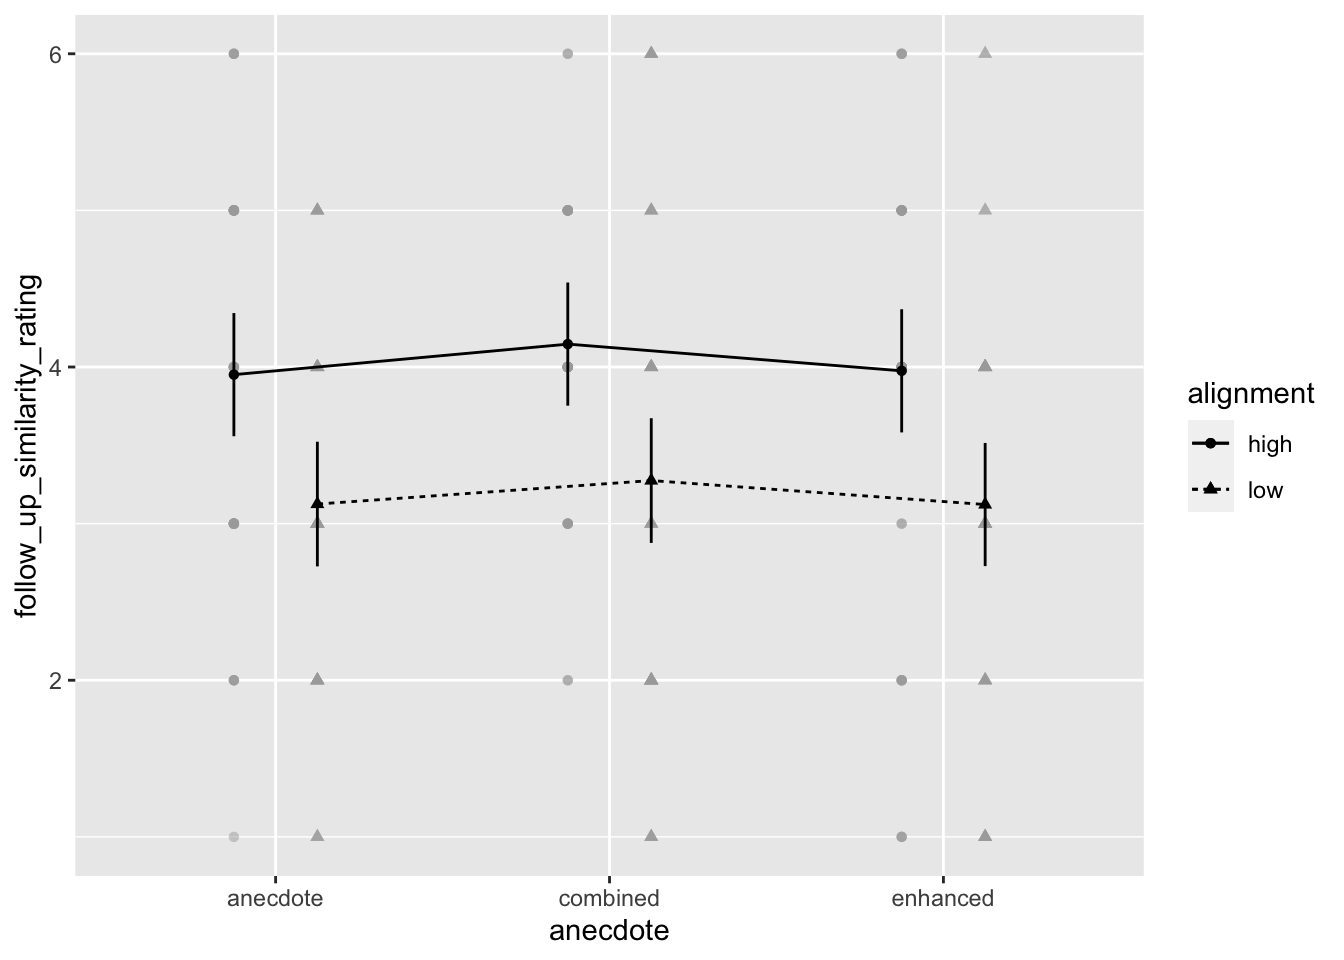 follow_up_similarity_rating
6
4
2
anecdote
combined
enhanced
anecdote
alignment
high
low